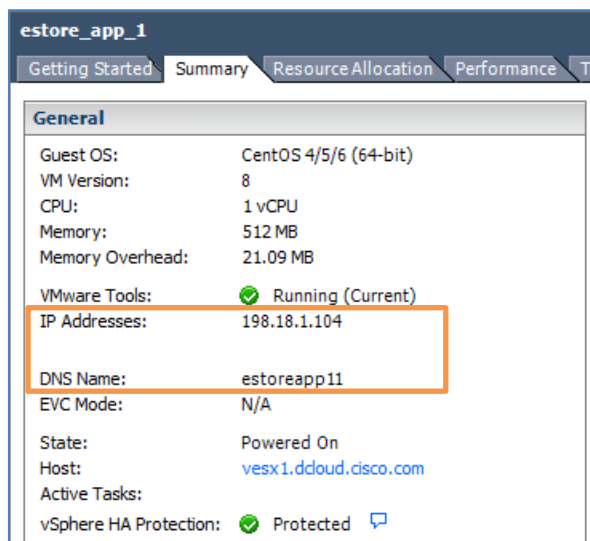 estore_app_1
Getting Started Summary Resource Allocation Performance T
General
Guest OS: CentOS 4/5/6 (64-bit)
VM Version: 8
CPU: 1 vCPU
Memory: 512 MB
Memory Overhead: 21.09 MB
VMware Tools: Running (Current)
IP Addresses: 198.18.1.104
DNS Name: estoreapp11
EVC Mode: N/A
State: Powered On
Host: vesx1.dcloud.cisco.com
Active Tasks:
vSphere HA Protection: Protected